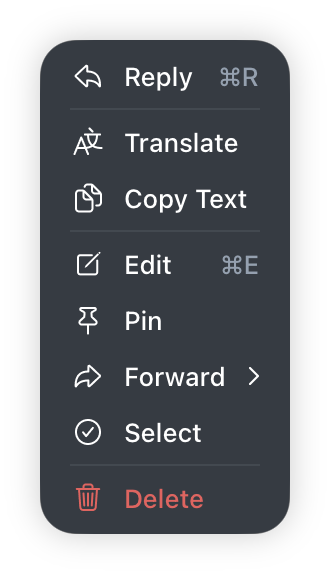 Reply ⌘R
Translate
Copy Text
Edit ⌘E
Pin
Forward
Select
Delete